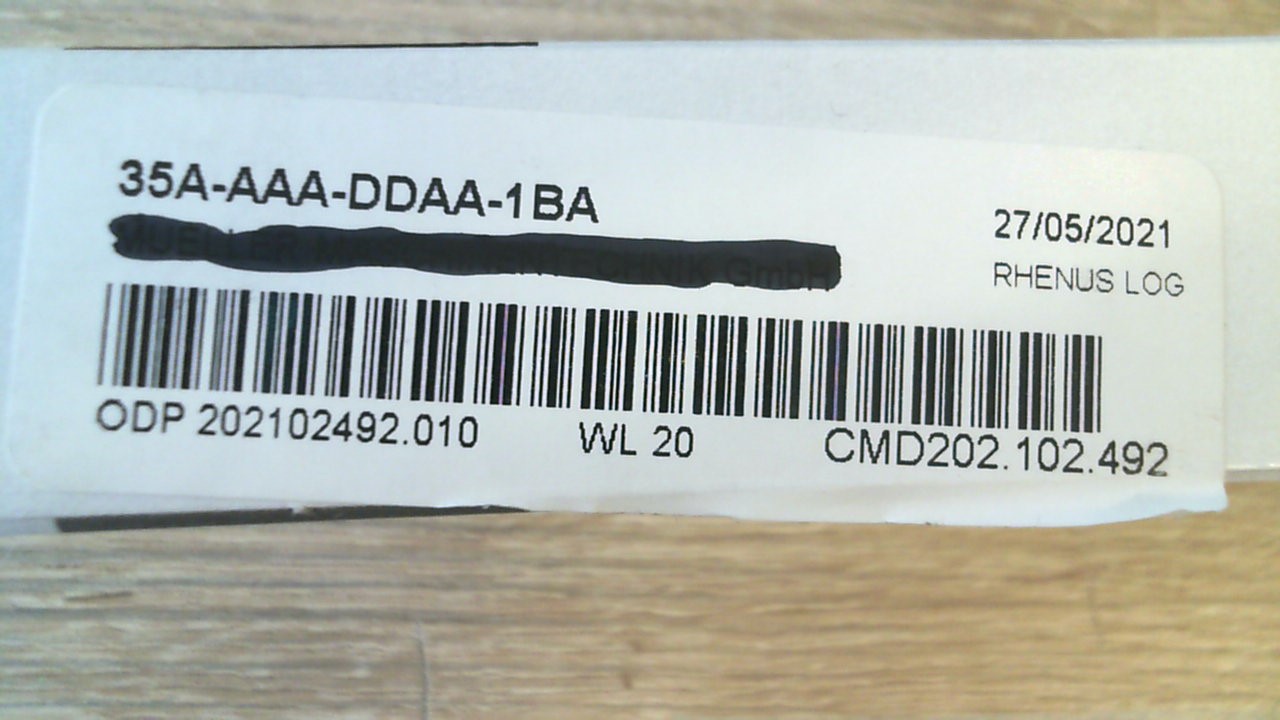 35A-AAA-DDAA-1BA
27/05/2021
RHENUS LOG
ODP 202102492.010 WL 20 CMD202.102.492